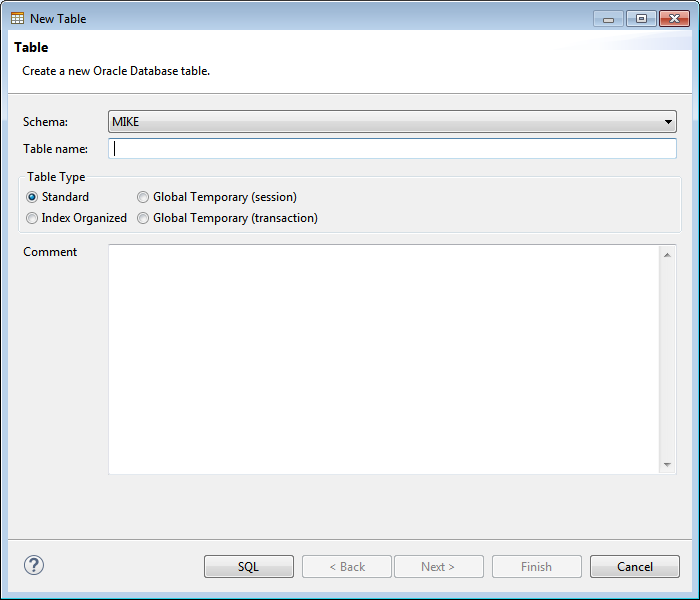 New Table
Table
Create a new Oracle Database table.
Schema: MIKE
Table name:
Table Type
Standard Global Temporary (session)
Index Organized Global Temporary (transaction)
Comment
? SQL < Back Next > Finish Cancel